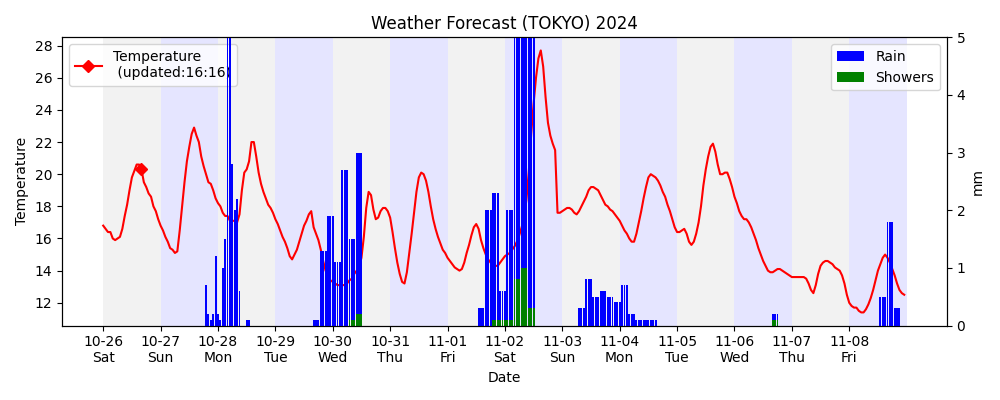 Weather Forecast (TOKYO) 2024
Temperature
(updated:16:16)
Rain
Showers
28
26
24
22
20
18
16
14
12
5
4
3
2
1
0
Temperature
mm
10-26 10-27 10-28 10-29 10-30 10-31 11-01 11-02 11-03 11-04 11-05 11-06 11-07 11-08
Sat Sun Mon Tue Wed Thu Fri Sat Sun Mon Tue Wed Thu Fri
Date